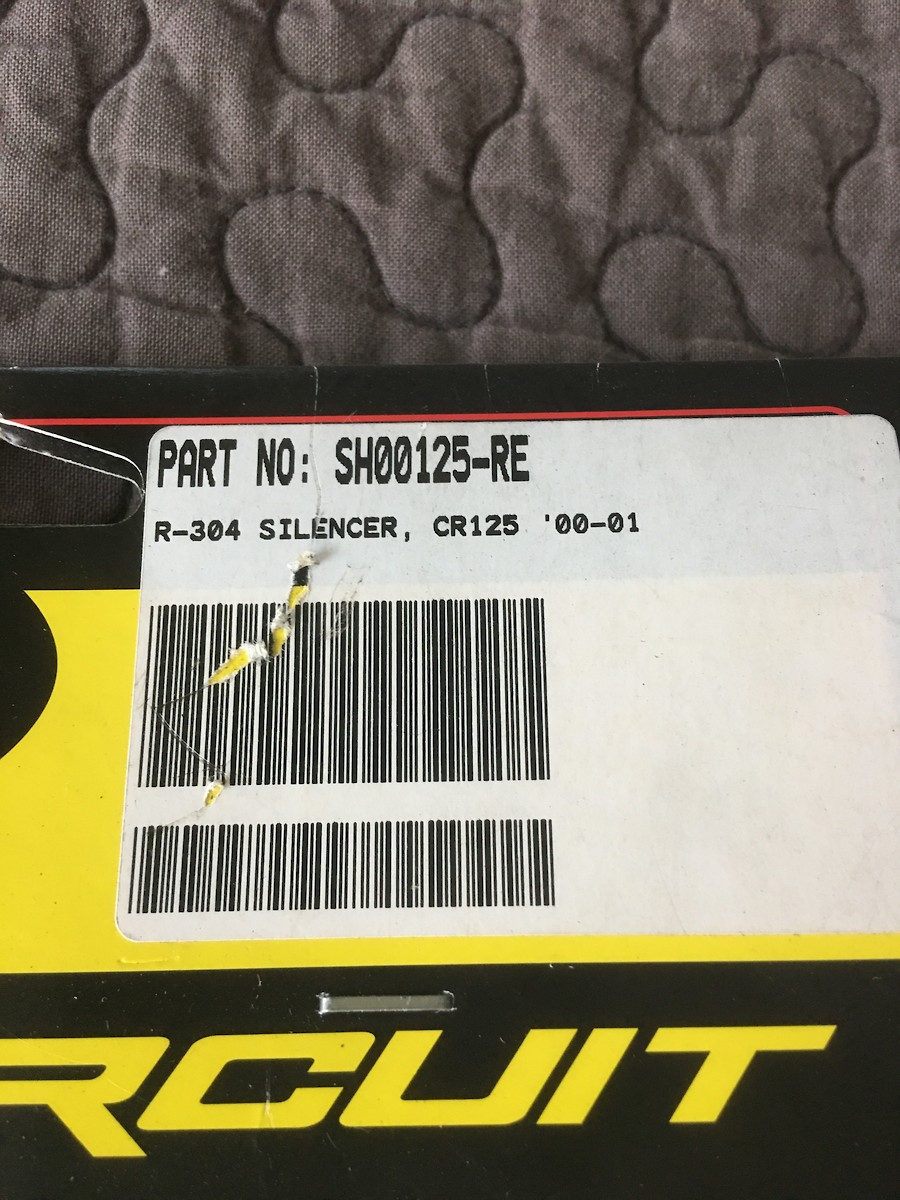 PART NO: SH00125-RE
R-304 SILENCER, CR125 '00-01
RCUIT